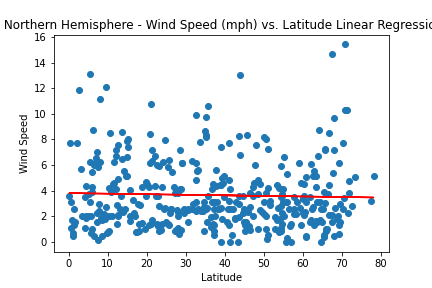 Northern Hemisphere - Wind Speed (mph) vs. Latitude Linear Regressio
16
14
12
10
8
6
4
2
0
Wind Speed
0 10 20 30 40 50 60 70 80
Latitude